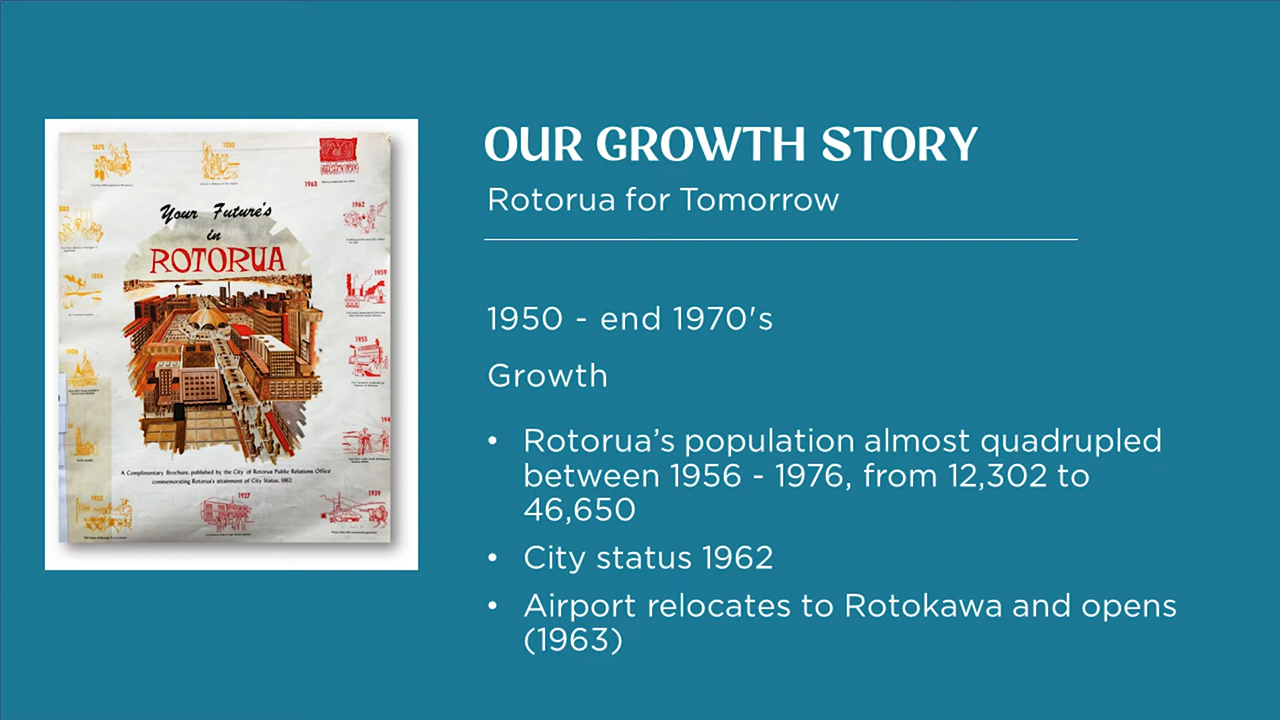 OUR GROWTH STORY
Rotorua for Tomorrow
1950 - end 1970's
Growth
• Rotorua’s population almost quadrupled
between 1956 - 1976, from 12,302 to
46,650
• City status 1962
• Airport relocates to Rotokawa and opens
(1963)
1875
1250
1963
1962
Your Future's
in
ROTORUA
1886
1959
1955
A Complimentary Brochure, published by the City of Rotorua Public Relations Office
commemorating Rotorua's attainment of City Status, 1962
1927
1939